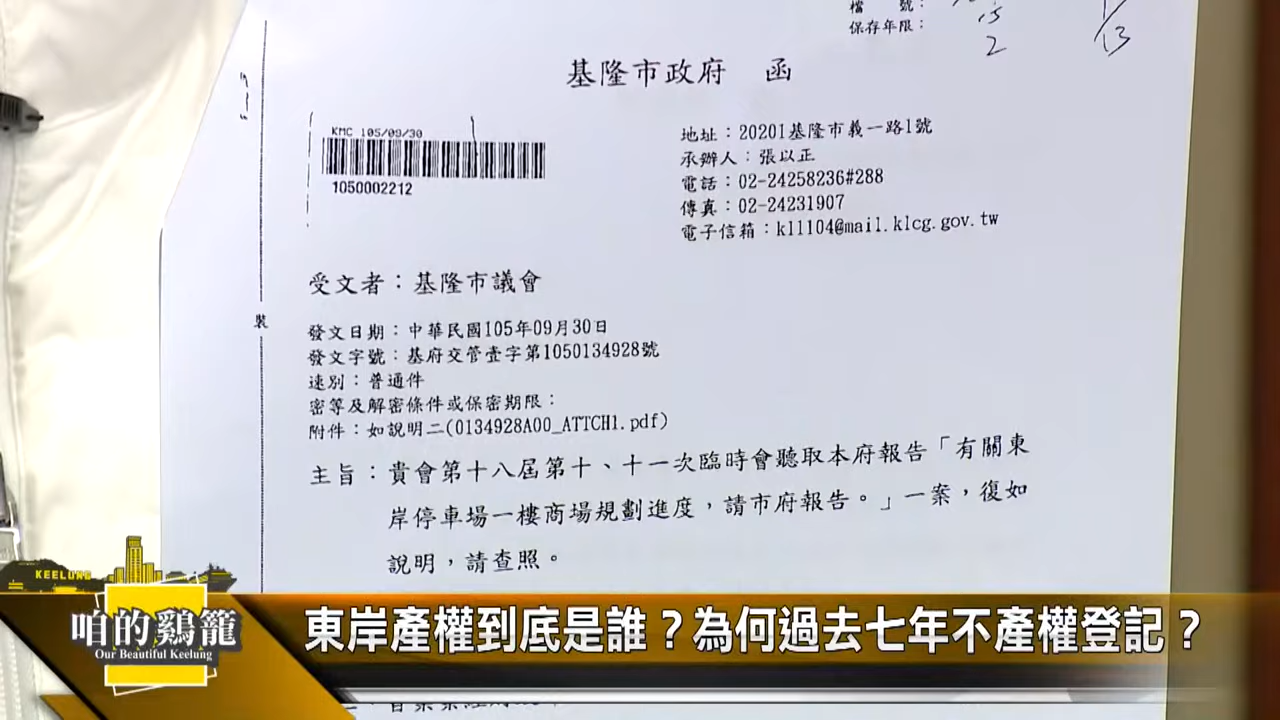 檔　號：
保存年限：
15
2
13
基隆市政府　函
KMC 105/09/30
1050002212
地址：20201基隆市義一路1號
承辦人：張以正
電話：02-24258236#288
傳真：02-24231907
電子信箱：kl1104@mail.klcg.gov.tw
受文者：基隆市議會
裝
發文日期：中華民國105年09月30日
發文字號：基府交管壹字第1050134928號
速別：普通件
密等及解密條件或保密期限：
附件：如說明二(0134928A00_ATTCH1.pdf)
主旨：貴會第十八屆第十、十一次臨時會聽取本府報告「有關東
岸停車場一樓商場規劃進度，請市府報告。」一案，復如
說明，請查照。
KEELUNG
咱的鷄籠
Our Beautiful Keelung
東岸產權到底是誰？為何過去七年不產權登記？